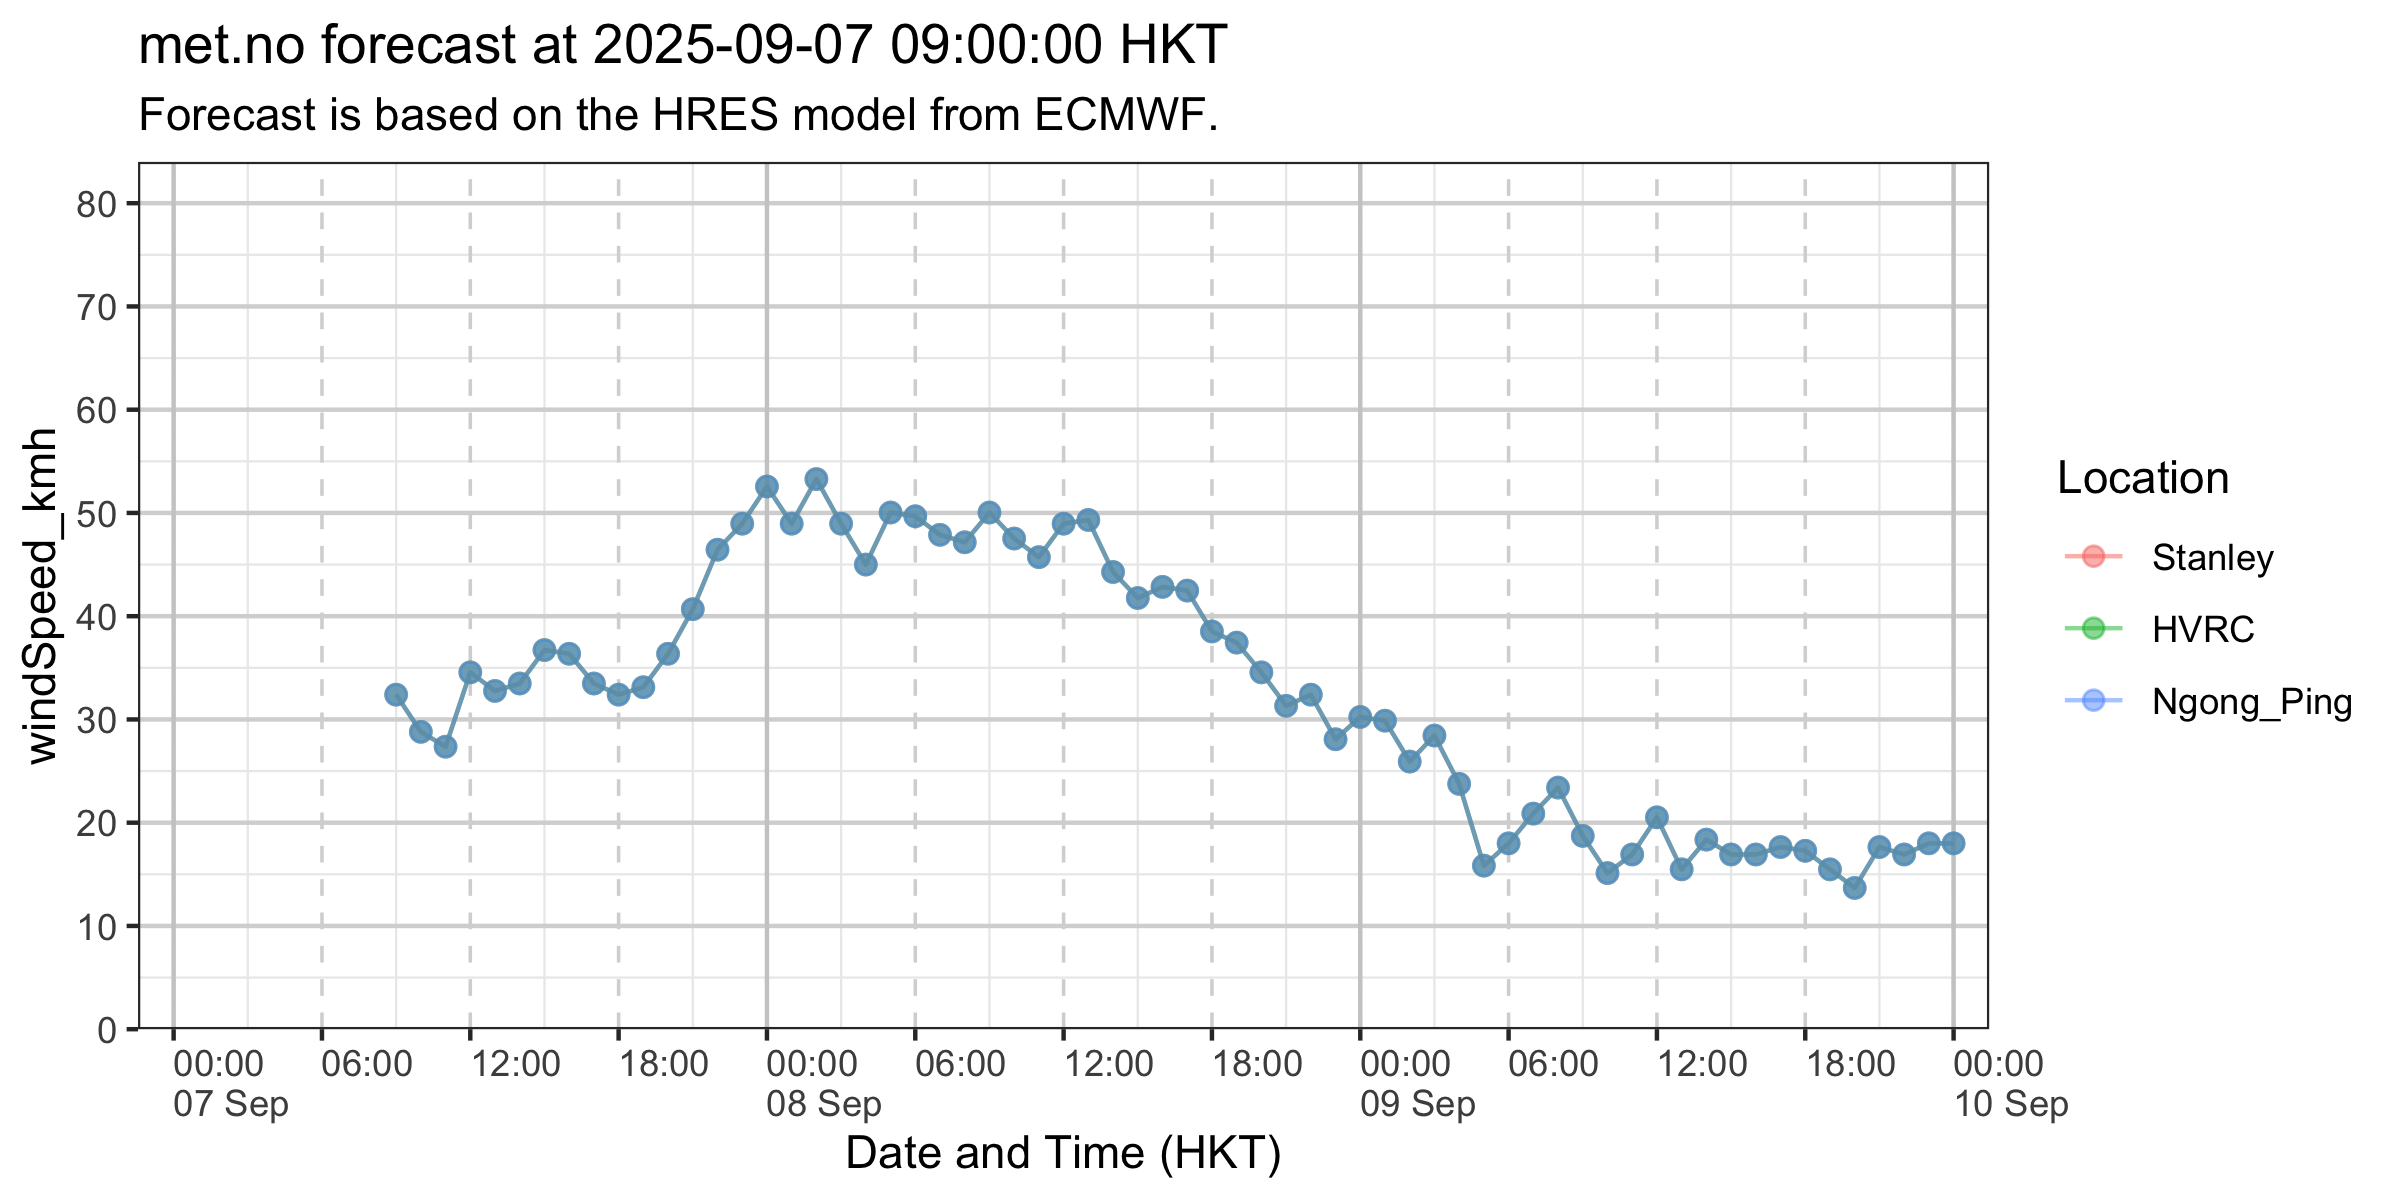 met.no forecast at 2025-09-07 09:00:00 HKT
Forecast is based on the HRES model from ECMWF.
windSpeed_kmh
80
70
60
50
40
30
20
10
0
00:00 06:00 12:00 18:00 00:00 06:00 12:00 18:00 00:00 06:00 12:00 18:00 00:00
07 Sep 08 Sep 09 Sep 10 Sep
Date and Time (HKT)
Location
Stanley
HVRC
Ngong_Ping